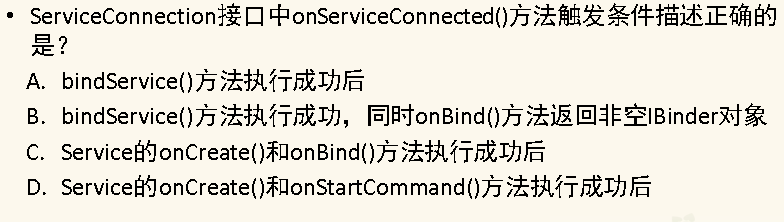 • ServiceConnection接口中onServiceConnected()方法触发条件描述正确的
是？
A. bindService()方法执行成功后
B. bindService()方法执行成功，同时onBind()方法返回非空IBinder对象
C. Service的onCreate()和onBind()方法执行成功后
D. Service的onCreate()和onStartCommand()方法执行成功后